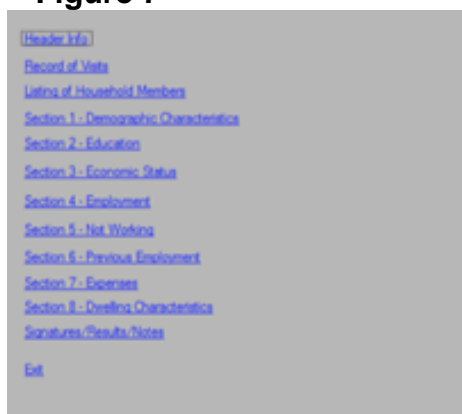 Figure 7
Header Info
Record of Visits
Listing of Household Members
Section 1 - Demographic Characteristics
Section 2 - Education
Section 3 - Economic Status
Section 4 - Employment
Section 5 - Not Working
Section 6 - Previous Employment
Section 7 - Expenses
Section 8 - Dwelling Characteristics
Signatures/Results/Notes
Exit